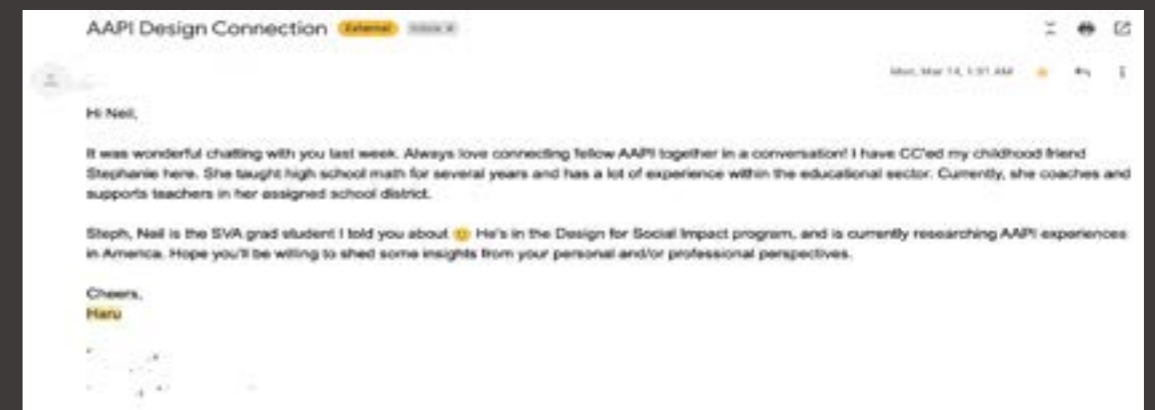 AAPI Design Connection External Inbox x
Mon, Mar 14, 1:31 AM
Hi Neil,
It was wonderful chatting with you last week. Always love connecting fellow AAPI together in a conversation! I have CC'ed my childhood friend
Stephanie here. She taught high school math for several years and has a lot of experience within the educational sector. Currently, she coaches and
supports teachers in her assigned school district.
Steph, Neil is the SVA grad student I told you about 🙂 He's in the Design for Social Impact program, and is currently researching AAPI experiences
in America. Hope you'll be willing to shed some insights from your personal and/or professional perspectives.
Cheers,
Haru